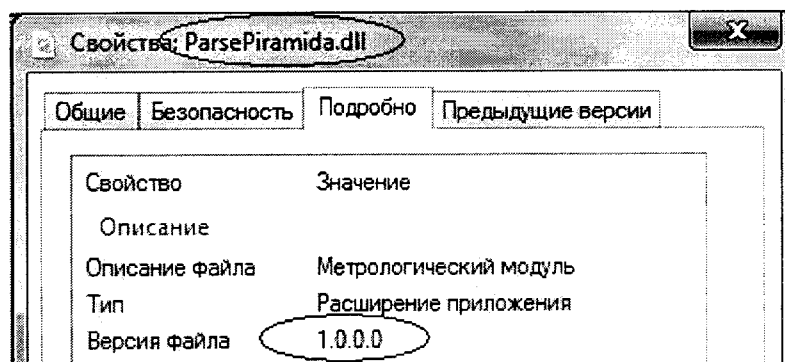 Свойства: ParsePiramida.dll
Общие Безопасность Подробно Предыдущие версии
Свойство Значение
Описание
Описание файла Метрологический модуль
Тип Расширение приложения
Версия файла 1.0.0.0